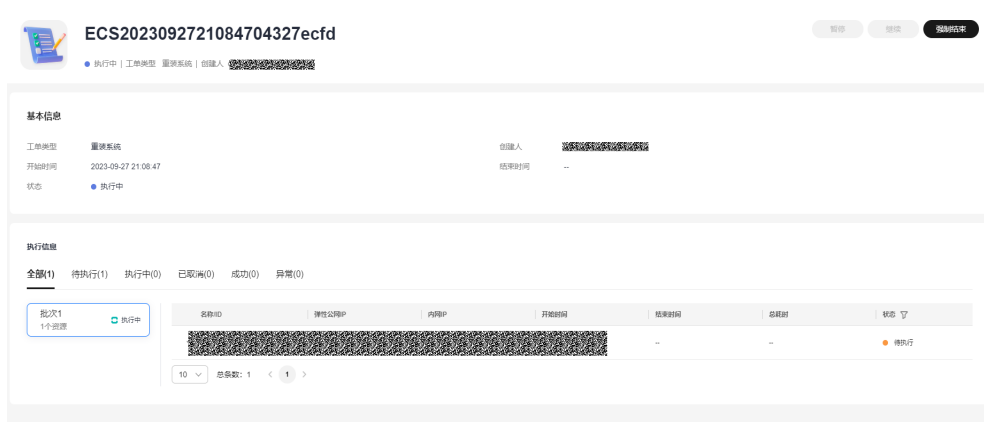 ECS2023092721084704327ecfd
暂停 继续 强制结束
执行中 | 工单类型 重装系统 | 创建人
基本信息
工单类型 重装系统 创建人
开始时间 2023-09-27 21:08:47 结束时间 --
状态 执行中
执行信息
全部(1) 待执行(1) 执行中(0) 已取消(0) 成功(0) 异常(0)
批次1 执行中
1个资源
名称/ID 弹性公网IP 内网IP 开始时间 结束时间 总耗时 状态
-- -- 待执行
10 总条数: 1 < 1 >